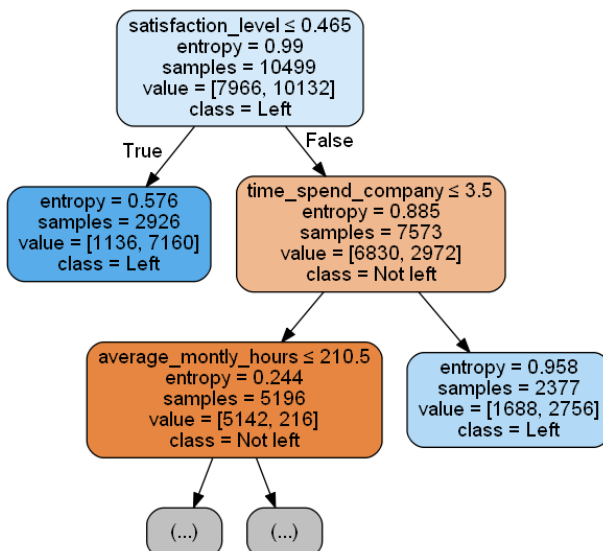 satisfaction_level ≤ 0.465
entropy = 0.99
samples = 10499
value = [7966, 10132]
class = Left
True
False
entropy = 0.576
samples = 2926
value = [1136, 7160]
class = Left
time_spend_company ≤ 3.5
entropy = 0.885
samples = 7573
value = [6830, 2972]
class = Not left
average_montly_hours ≤ 210.5
entropy = 0.244
samples = 5196
value = [5142, 216]
class = Not left
entropy = 0.958
samples = 2377
value = [1688, 2756]
class = Left
(...)
(...)